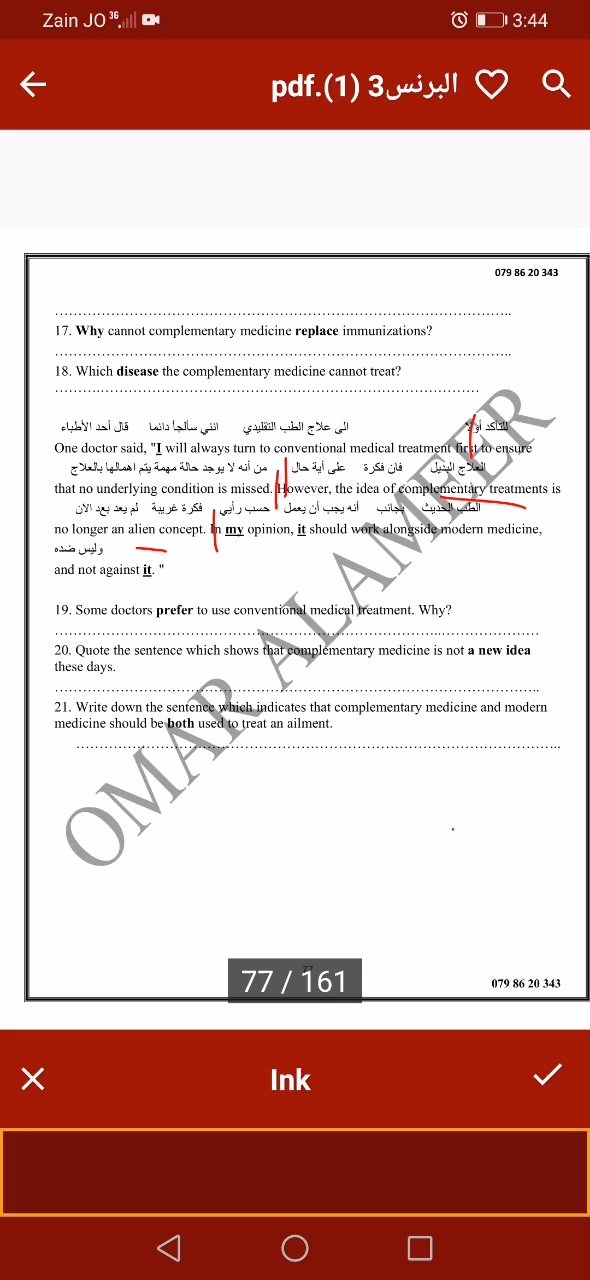 Zain JO 36 3:44
البرنس3 (1).pdf
079 86 20 343
17. Why cannot complementary medicine replace immunizations?
18. Which disease the complementary medicine cannot treat?
قال أحد الأطباء انني سألجأ دائما الى علاج الطب التقليدي للتأكد أولا
One doctor said, "I will always turn to conventional medical treatment first to ensure
من أنه لا يوجد حالة مهمة يتم اهمالها بالعلاج على أية حال فان فكرة العلاج البديل
that no underlying condition is missed. However, the idea of complementary treatments is
لم يعد بعد الان فكرة غريبة حسب رأيي أنه يجب أن يعمل بجانب الطب الحديث
no longer an alien concept. In my opinion, it should work alongside modern medicine,
وليس ضده
and not against it. "
19. Some doctors prefer to use conventional medical treatment. Why?
20. Quote the sentence which shows that complementary medicine is not a new idea
these days.
21. Write down the sentence which indicates that complementary medicine and modern
medicine should be both used to treat an ailment.
OMAR ALAMEER
77 / 161
079 86 20 343
Ink